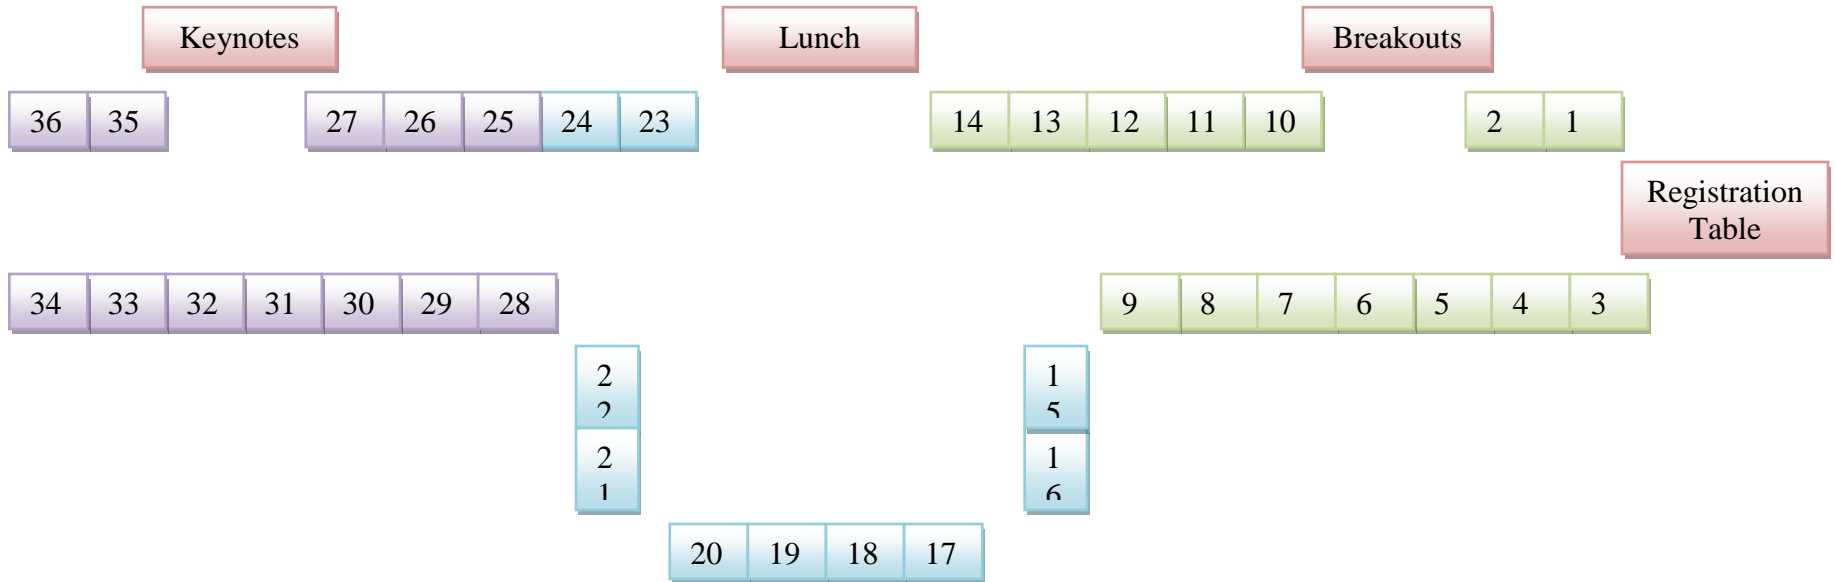 Keynotes Lunch Breakouts
36 35 27 26 25 24 23 14 13 12 11 10 2 1
Registration
Table
34 33 32 31 30 29 28 9 8 7 6 5 4 3
2 1
2 5
2 1
1 6
20 19 18 17